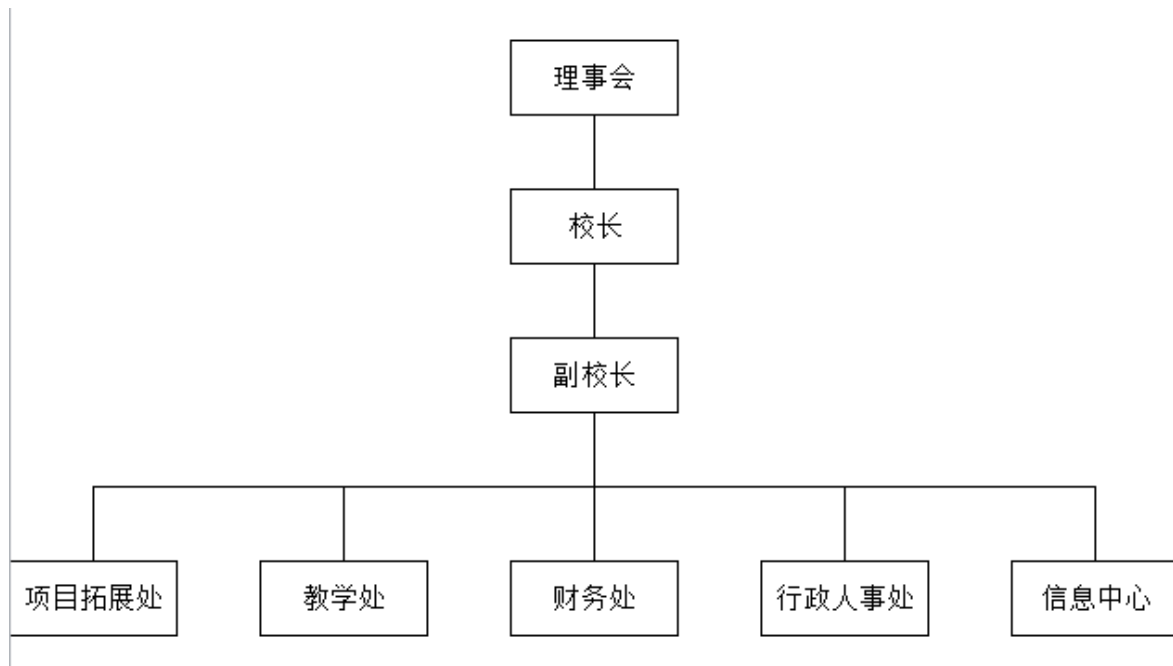 理事会
校长
副校长
项目拓展处
教学处
财务处
行政人事处
信息中心